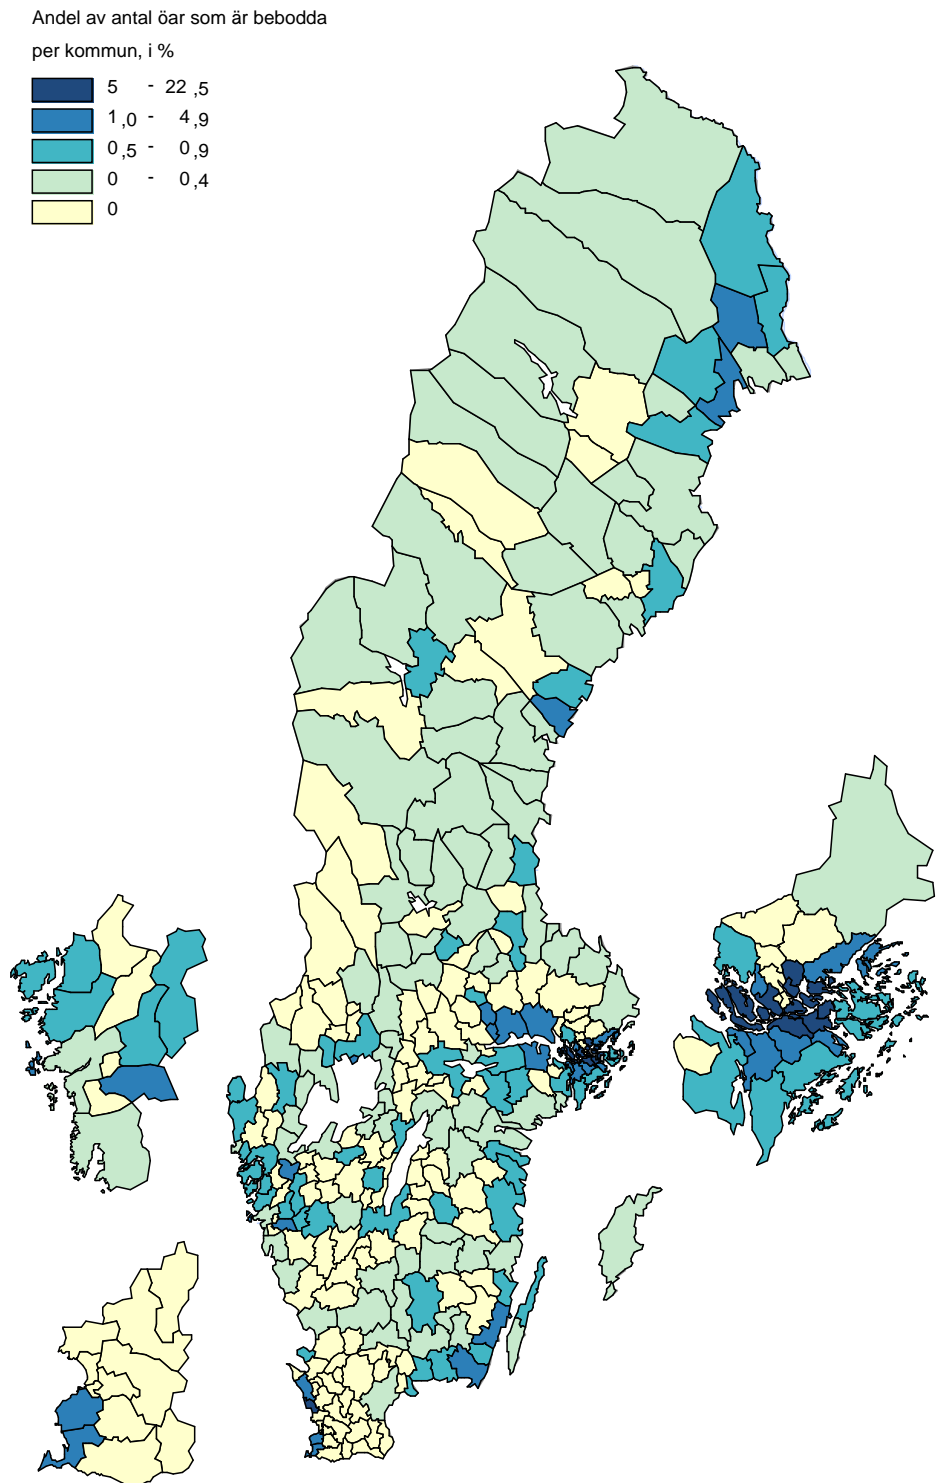 Andel av antal öar som är bebodda
per kommun, i %
5 - 22,5
1,0 - 4,9
0,5 - 0,9
0 - 0,4
0